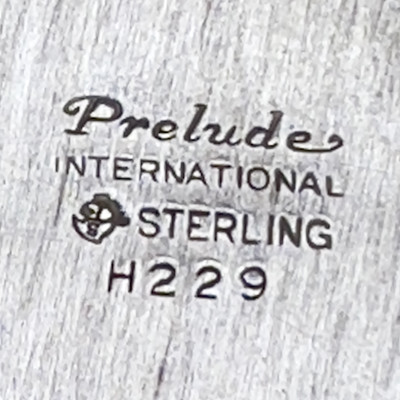 Prelude
INTERNATIONAL
STERLING
H229